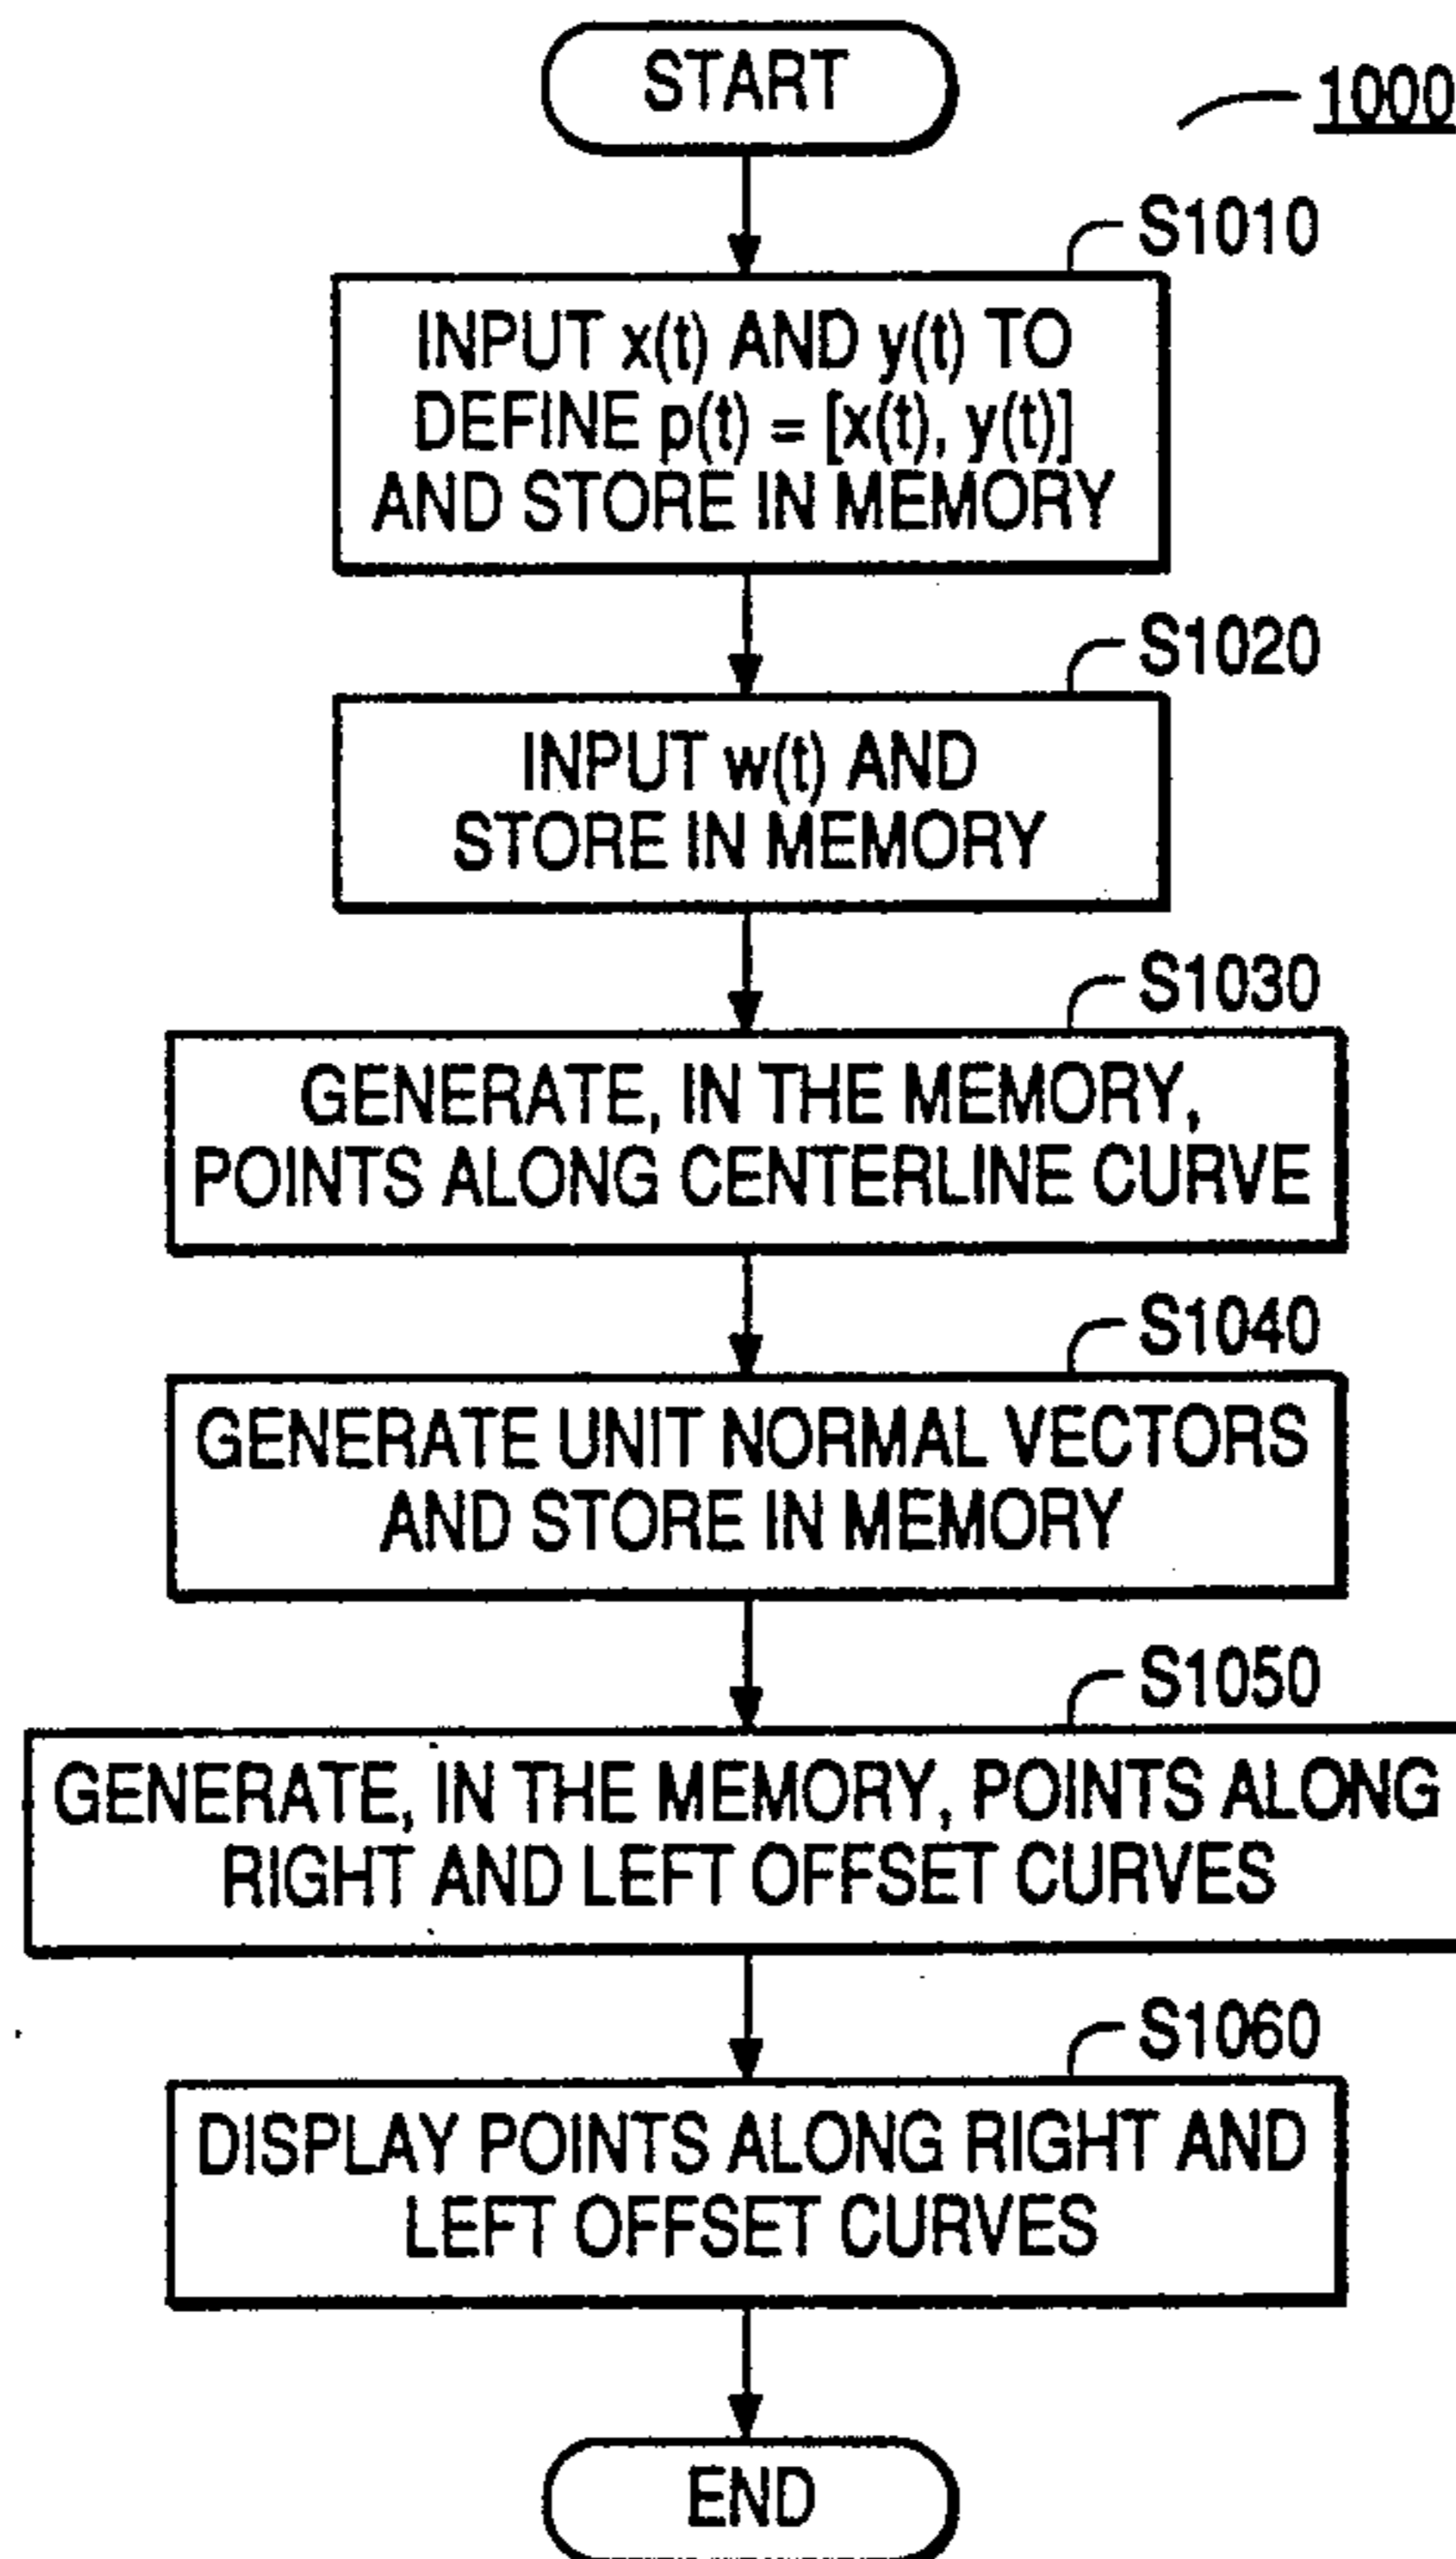 START
1000
S1010
INPUT x(t) AND y(t) TO
DEFINE p(t) = [x(t), y(t)]
AND STORE IN MEMORY
S1020
INPUT w(t) AND
STORE IN MEMORY
S1030
GENERATE, IN THE MEMORY,
POINTS ALONG CENTERLINE CURVE
S1040
GENERATE UNIT NORMAL VECTORS
AND STORE IN MEMORY
S1050
GENERATE, IN THE MEMORY, POINTS ALONG
RIGHT AND LEFT OFFSET CURVES
S1060
DISPLAY POINTS ALONG RIGHT AND
LEFT OFFSET CURVES
END